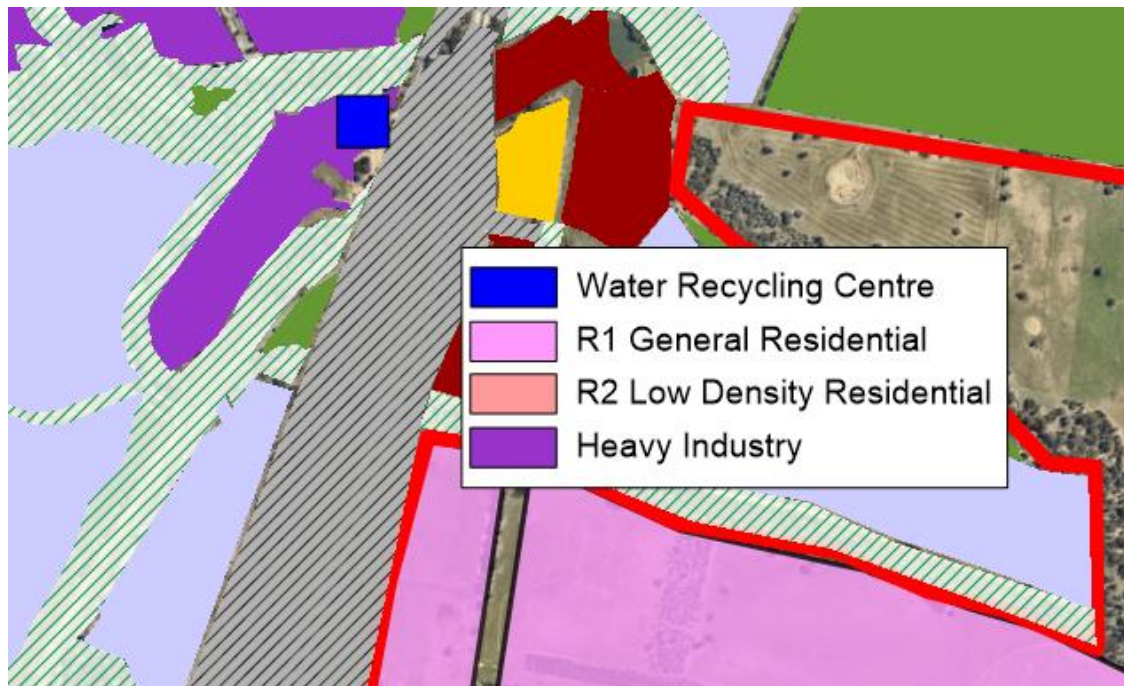 Water Recycling Centre
R1 General Residential
R2 Low Density Residential
Heavy Industry